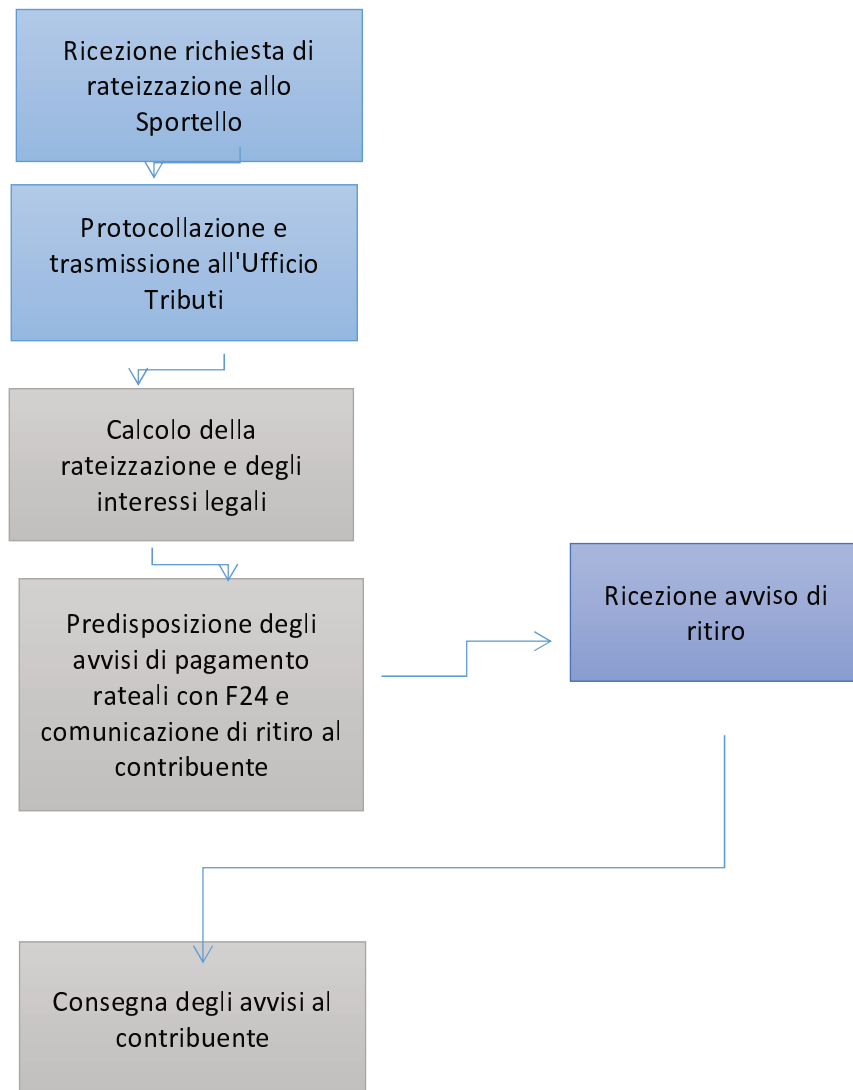 Ricezione richiesta di
rateizzazione allo
Sportello
Protocollazione e
trasmissione all'Ufficio
Tributi
Calcolo della
rateizzazione e degli
interessi legali
Predisposizione degli
avvisi di pagamento
rateali con F24 e
comunicazione di ritiro al
contribuente
Ricezione avviso di
ritiro
Consegna degli avvisi al
contribuente